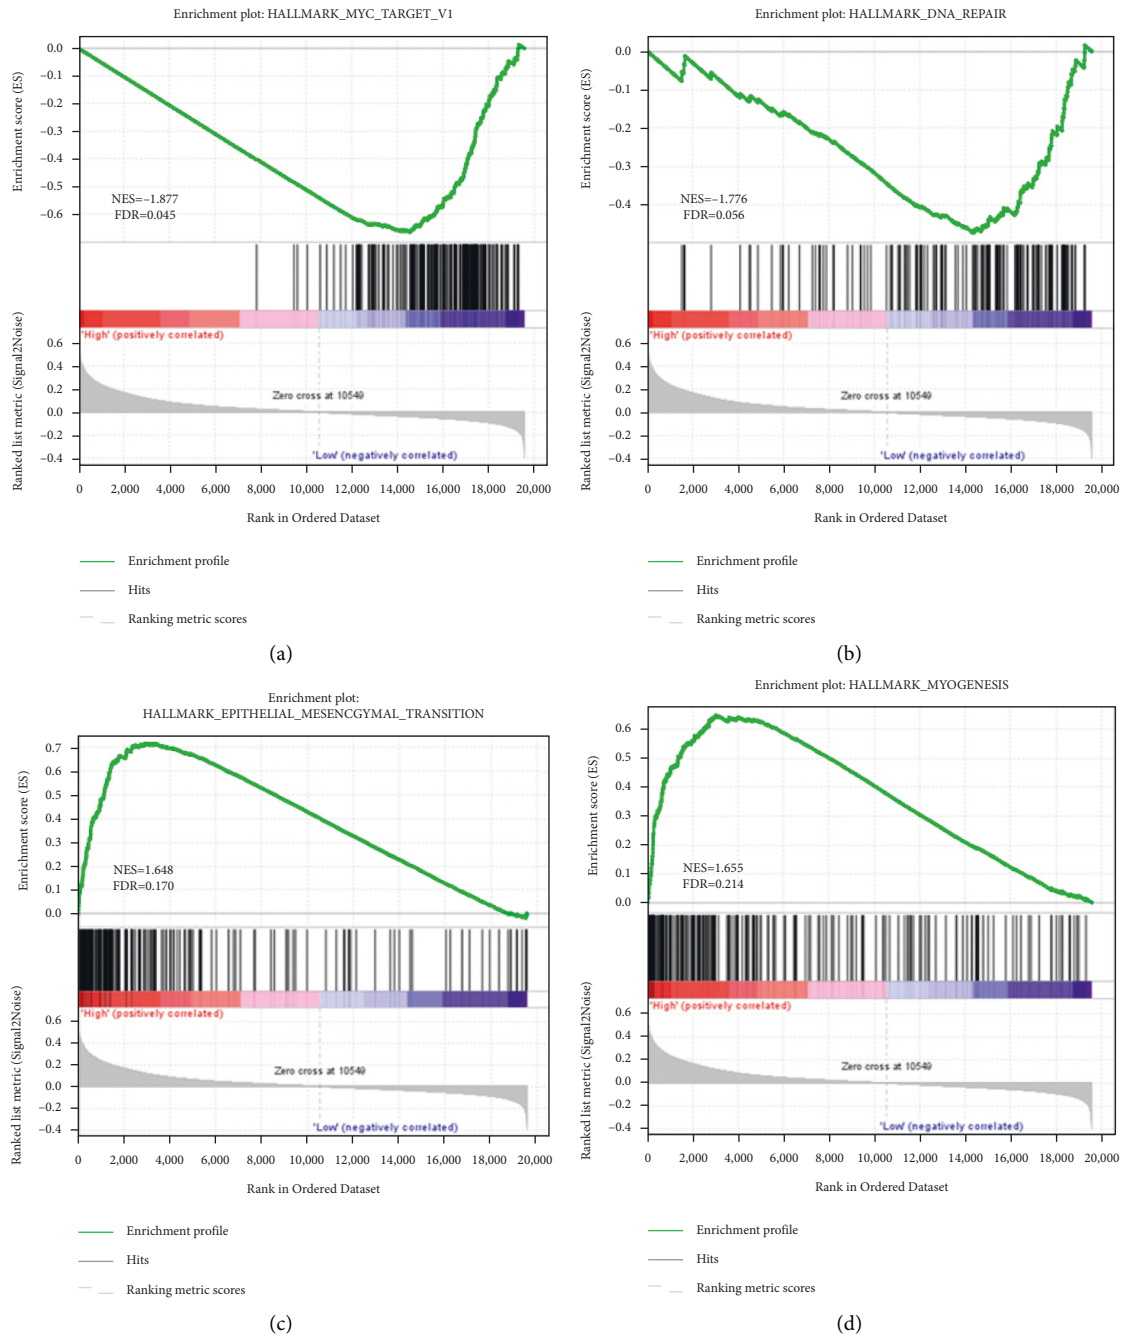 Enrichment plot: HALLMARK_MYC_TARGET_V1
Enrichment score (ES)
0.0
−0.1
−0.2
−0.3
−0.4
−0.5
−0.6
NES=−1.877
FDR=0.045
'High' (positively correlated)
Ranked list metric (Signal2Noise)
0.6
0.4
0.2
0.0
−0.2
−0.4
Zero cross at 10549
'Low' (negatively correlated)
0 2,000 4,000 6,000 8,000 10,000 12,000 14,000 16,000 18,000 20,000
Rank in Ordered Dataset
Enrichment profile
Hits
Ranking metric scores
(a)
Enrichment plot: HALLMARK_DNA_REPAIR
Enrichment score (ES)
0.0
−0.1
−0.2
−0.3
−0.4
NES=−1.776
FDR=0.056
'High' (positively correlated)
Ranked list metric (Signal2Noise)
0.6
0.4
0.2
0.0
−0.2
−0.4
Zero cross at 10549
'Low' (negatively correlated)
0 2,000 4,000 6,000 8,000 10,000 12,000 14,000 16,000 18,000 20,000
Rank in Ordered Dataset
Enrichment profile
Hits
Ranking metric scores
(b)
Enrichment plot:
HALLMARK_EPITHELIAL_MESENCGYMAL_TRANSITION
Enrichment score (ES)
0.7
0.6
0.5
0.4
0.3
0.2
0.1
0.0
NES=1.648
FDR=0.170
'High' (positively correlated)
Ranked list metric (Signal2Noise)
0.6
0.4
0.2
0.0
−0.2
−0.4
Zero cross at 10549
'Low' (negatively correlated)
0 2,000 4,000 6,000 8,000 10,000 12,000 14,000 16,000 18,000 20,000
Rank in Ordered Dataset
Enrichment profile
Hits
Ranking metric scores
(c)
Enrichment plot: HALLMARK_MYOGENESIS
Enrichment score (ES)
0.6
0.5
0.4
0.3
0.2
0.1
0.0
NES=1.655
FDR=0.214
'High' (positively correlated)
Ranked list metric (Signal2Noise)
0.6
0.4
0.2
0.0
−0.2
−0.4
Zero cross at 10549
'Low' (negatively correlated)
0 2,000 4,000 6,000 8,000 10,000 12,000 14,000 16,000 18,000 20,000
Rank in Ordered Dataset
Enrichment profile
Hits
Ranking metric scores
(d)